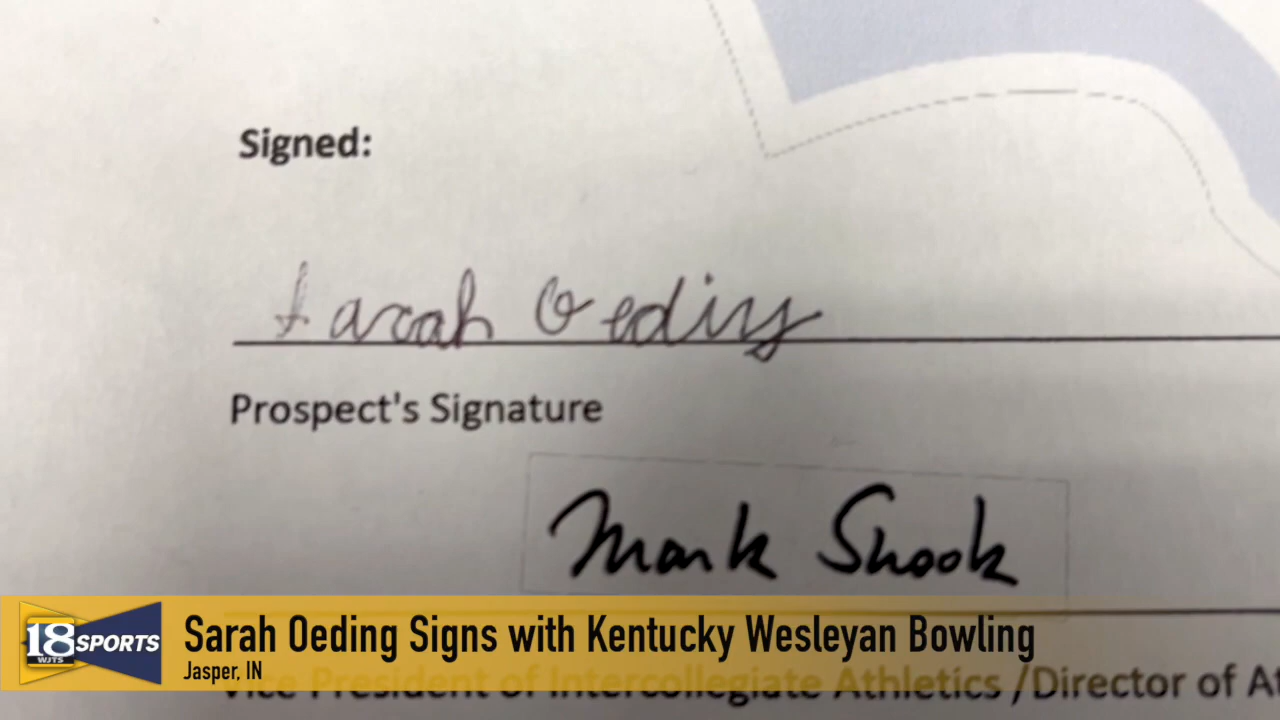 Signed:
Sarah Oeding
Prospect's Signature
Mark Shook
18 SPORTS
WJTS
Sarah Oeding Signs with Kentucky Wesleyan Bowling
Jasper, IN
Vice President of Intercollegiate Athletics /Director of At